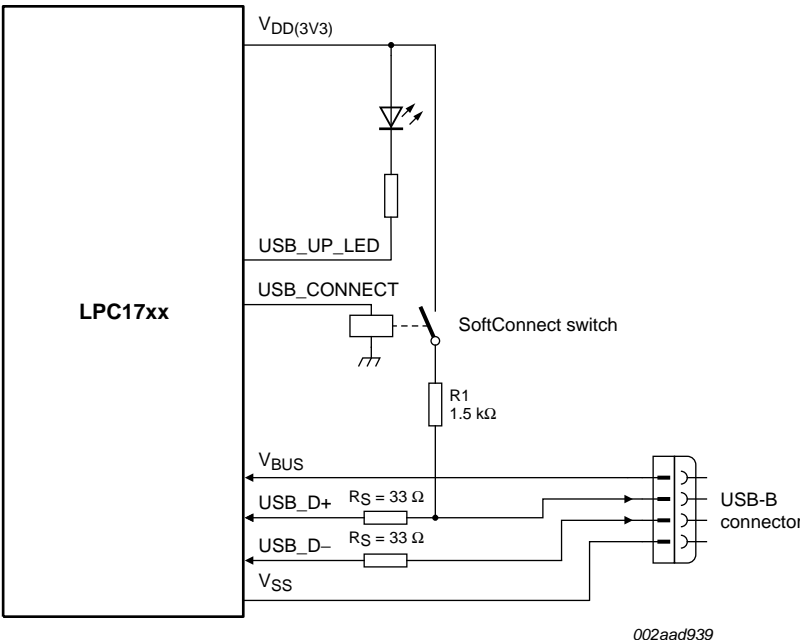 VDD(3V3)
USB_UP_LED
USB_CONNECT
LPC17xx
SoftConnect switch
R1
1.5 kΩ
VBUS
USB_D+
RS = 33 Ω
USB_D−
RS = 33 Ω
VSS
USB-B
connector
002aad939